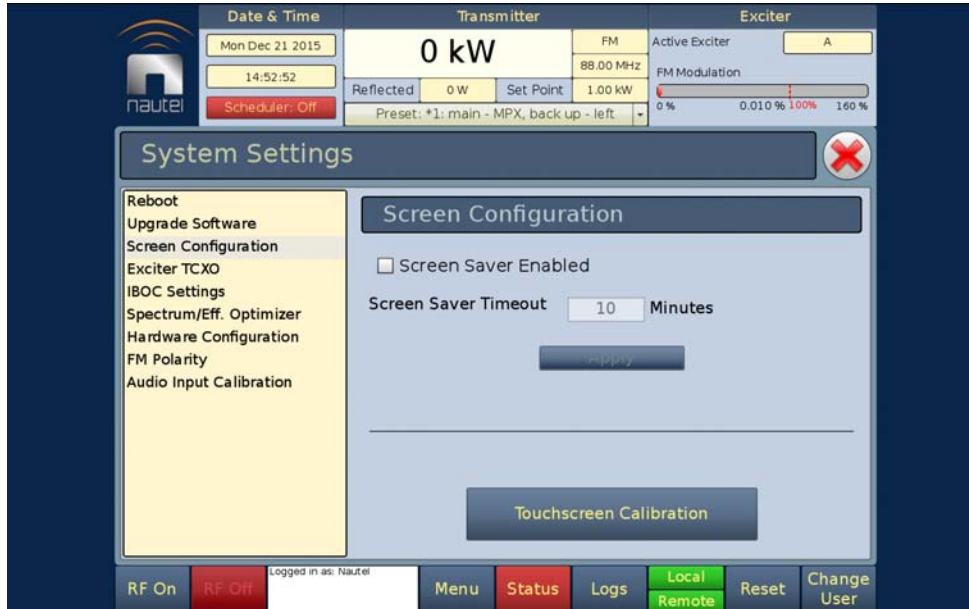 Date & Time
Transmitter
Exciter
Mon Dec 21 2015
0 kW
FM
Active Exciter
A
88.00 MHz
14:52:52
FM Modulation
nautel
Reflected
0 W
Set Point
1.00 kW
Scheduler: Off
0 %
0.010 %
100%
160 %
Preset: *1: main - MPX, back up - left
System Settings
Reboot
Upgrade Software
Screen Configuration
Exciter TCXO
IBOC Settings
Spectrum/Eff. Optimizer
Hardware Configuration
FM Polarity
Audio Input Calibration
Screen Configuration
Screen Saver Enabled
Screen Saver Timeout
10
Minutes
Apply
Touchscreen Calibration
RF On
RF Off
Logged in as: Nautel
Menu
Status
Logs
Local
Remote
Reset
Change
User